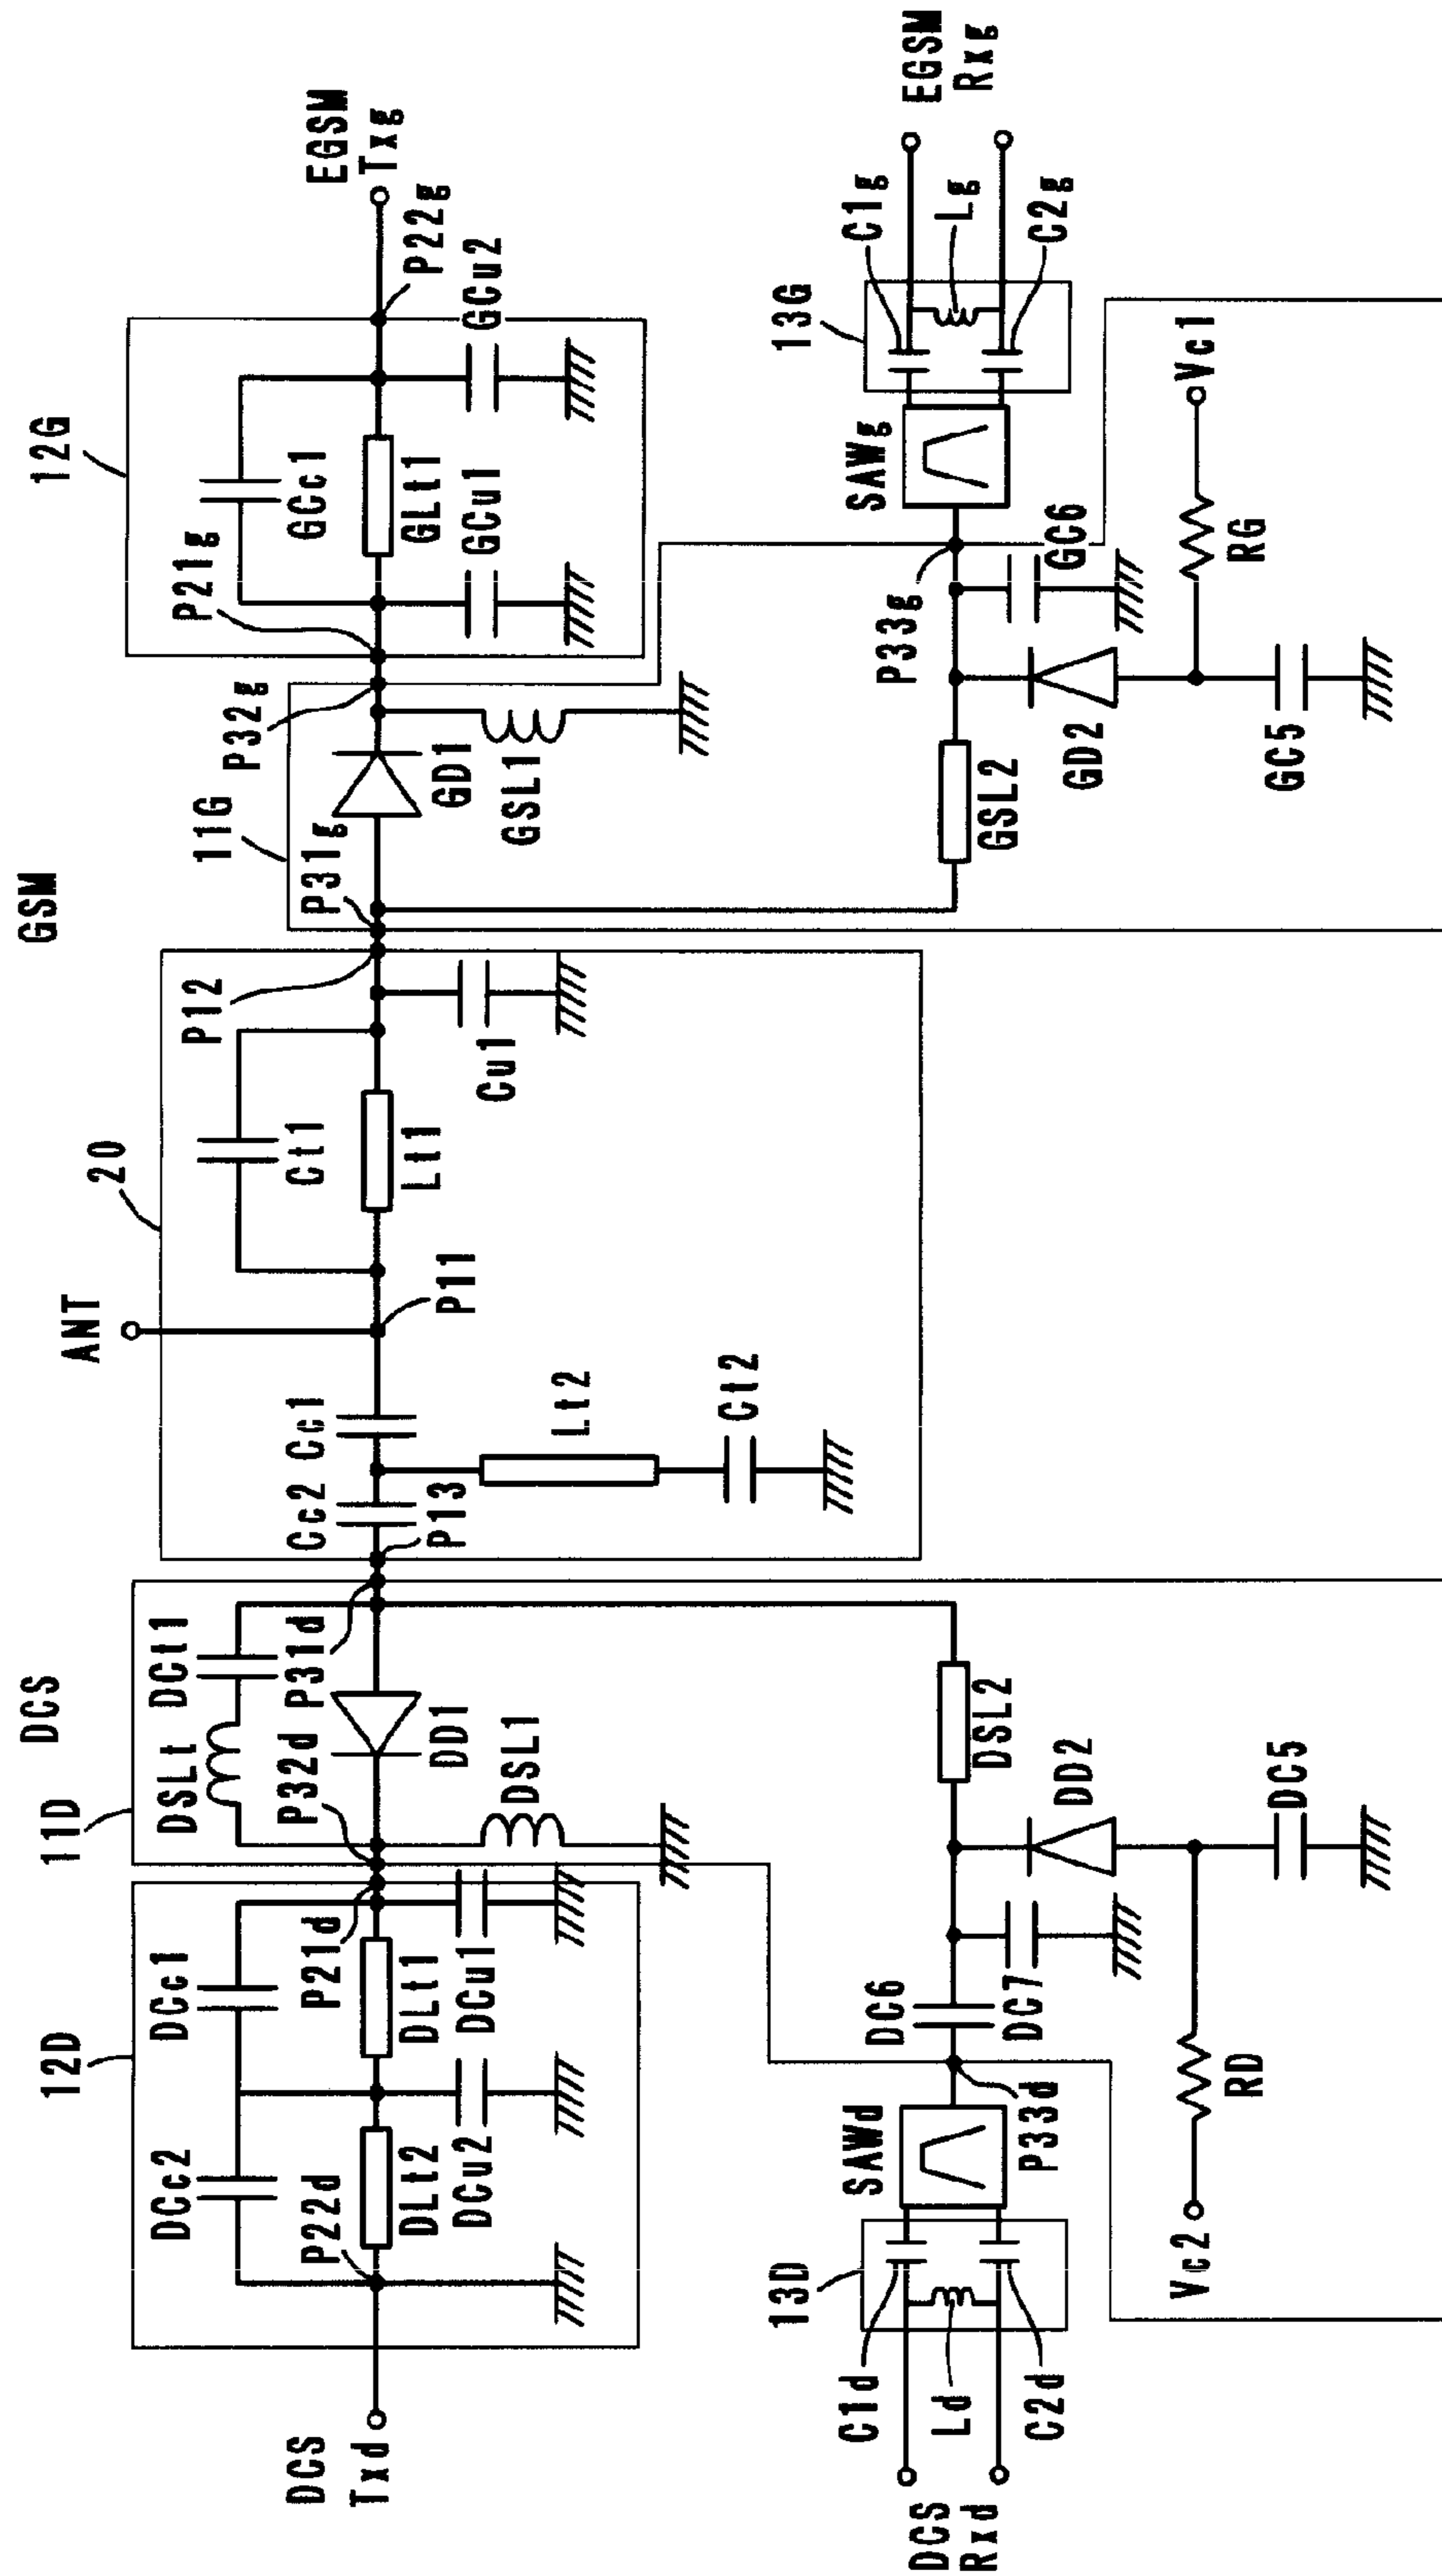 GSM
DCS
ANT
20
11G
12G
11D
12D
13G
13D
EGSM
Txg
P22g
GCu2
GCc1
GLt1
GCu1
P21g
P32g
GD1
GSL1
P31g
P12
Cu1
Ct1
Lt1
P11
Lt2
Ct2
Cc1
Cc2
P13
DCt1
DSLt
P31d
P32d
DD1
DSL1
DCc1
P21d
DLt1
DCu1
DCc2
P22d
DLt2
DCu2
DCS
Txd
EGSM
Rxg
C1g
Lg
C2g
SAWg
GC6
P33g
Vc1
RG
GD2
GSL2
GC5
DSL2
DD2
DC5
DC6
DC7
SAWd
P33d
RD
Vc2
C1d
Ld
C2d
DCS
Rxd